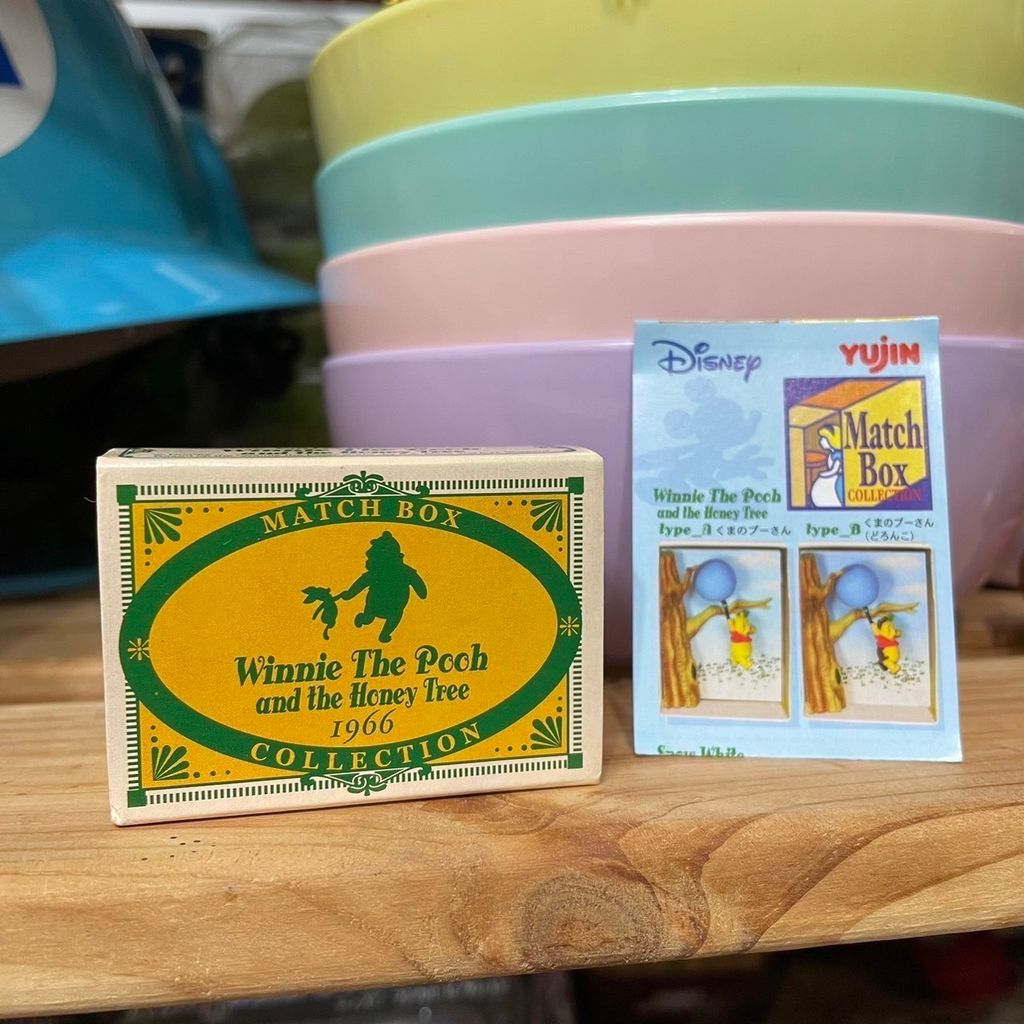 MATCH BOX
Winnie The Pooh
and the Honey Tree
1966
COLLECTION
Disney
YUJIN
Match
Box
COLLECTION
Winnie The Pooh
and the Honey Tree
type_A くまのプーさん
type_B くまのプーさん
(どろんこ)
Snow White